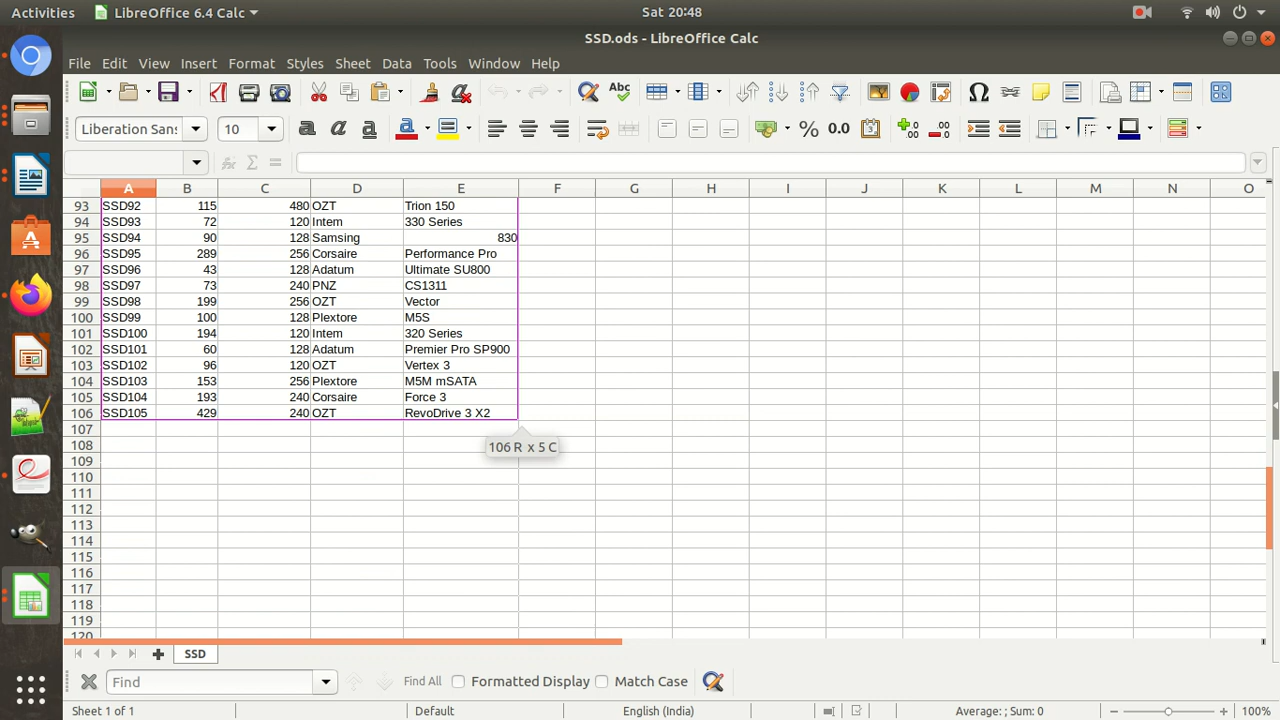 Activities LibreOffice 6.4 Calc Sat 20:48
SSD.ods - LibreOffice Calc
File Edit View Insert Format Styles Sheet Data Tools Window Help
Abc
Liberation Sans 10 a a a a % 0.0
A B C D E F G H I J K L M N O
93 SSD92 115 480 OZT Trion 150
94 SSD93 72 120 Intem 330 Series
95 SSD94 90 128 Samsing 830
96 SSD95 289 256 Corsaire Performance Pro
97 SSD96 43 128 Adatum Ultimate SU800
98 SSD97 73 240 PNZ CS1311
99 SSD98 199 256 OZT Vector
100 SSD99 100 128 Plextore M5S
101 SSD100 194 120 Intem 320 Series
102 SSD101 60 128 Adatum Premier Pro SP900
103 SSD102 96 120 OZT Vertex 3
104 SSD103 153 256 Plextore M5M mSATA
105 SSD104 193 240 Corsaire Force 3
106 SSD105 429 240 OZT RevoDrive 3 X2
107
108 106 R x 5 C
109
110
111
112
113
114
115
116
117
118
119
120
SSD
Find Find All Formatted Display Match Case
Sheet 1 of 1 Default English (India) Average: ; Sum: 0 100%